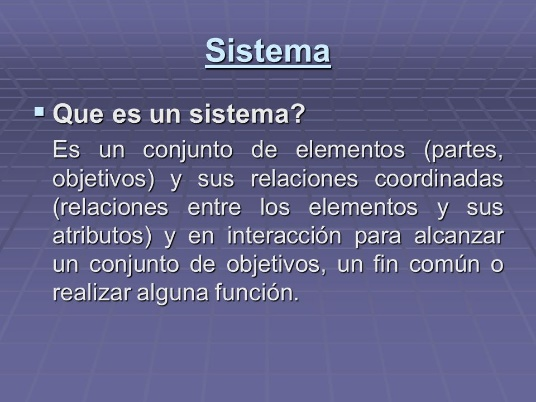 Sistema
Que es un sistema?
Es un conjunto de elementos (partes,
objetivos) y sus relaciones coordinadas
(relaciones entre los elementos y sus
atributos) y en interacción para alcanzar
un conjunto de objetivos, un fin común o
realizar alguna función.